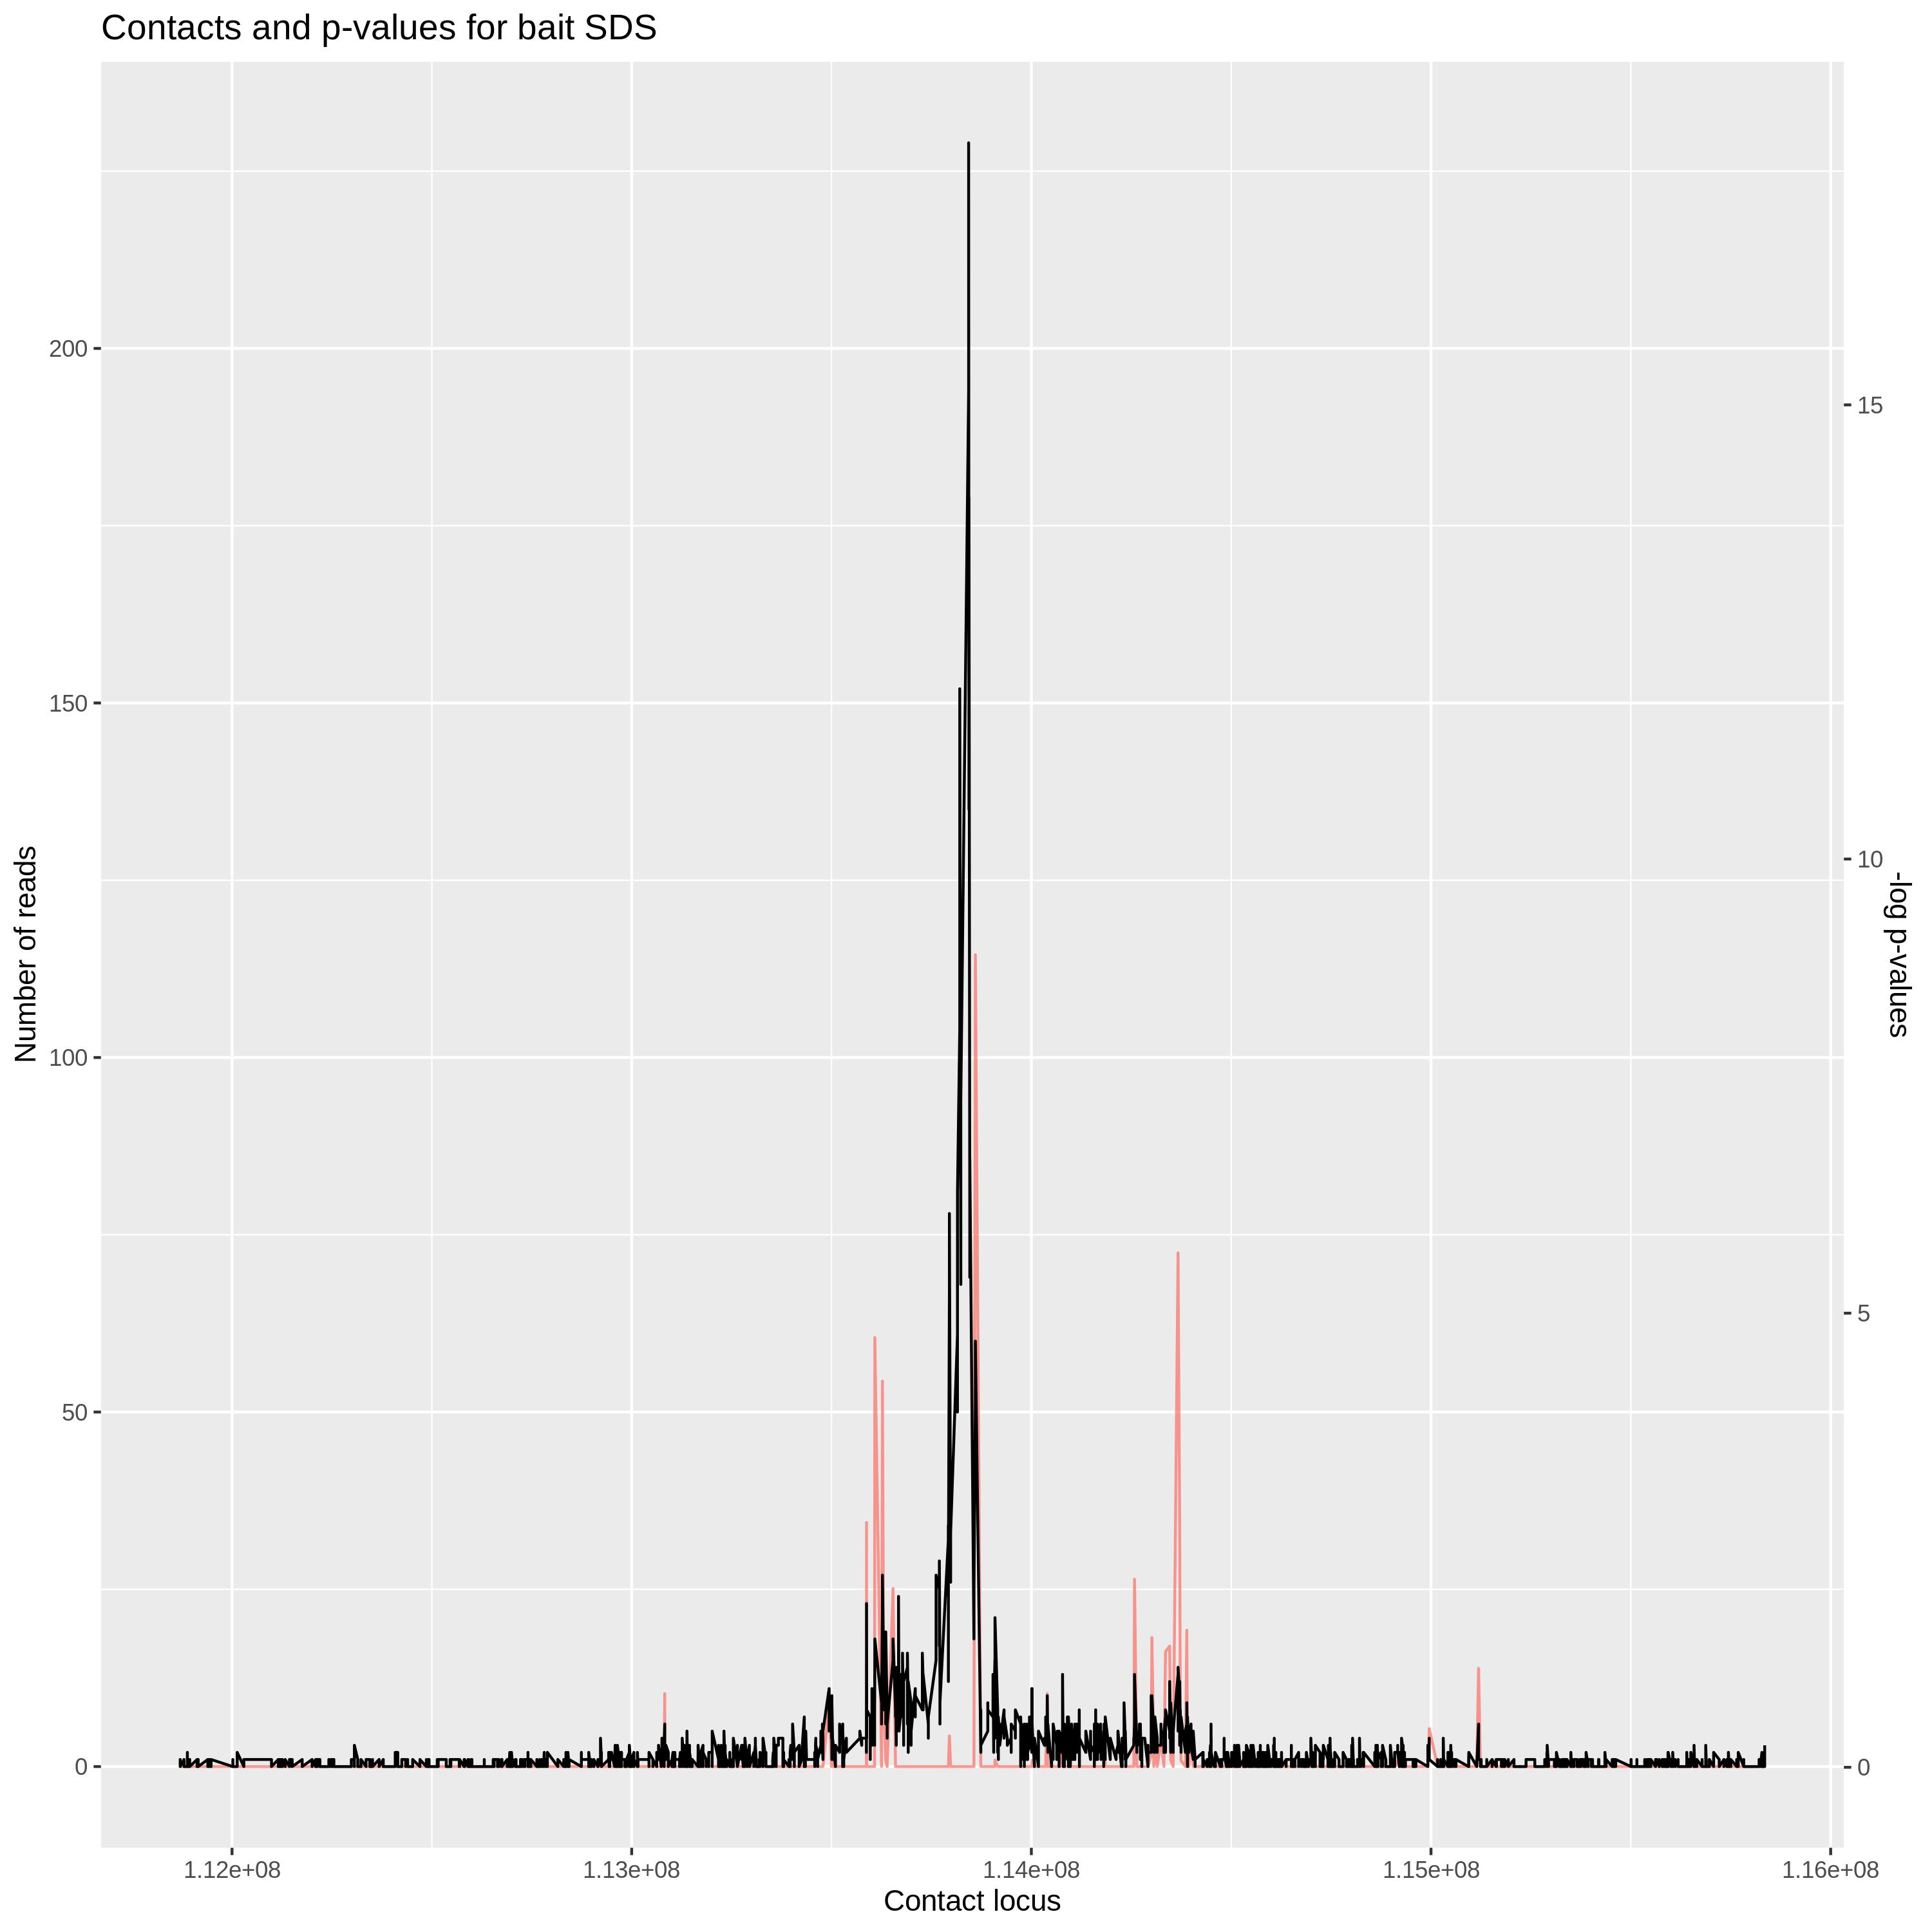 Contacts and p-values for bait SDS
Number of reads
200
150
100
50
0
15
10
5
0
-log p-values
1.12e+08
1.13e+08
1.14e+08
1.15e+08
1.16e+08
Contact locus